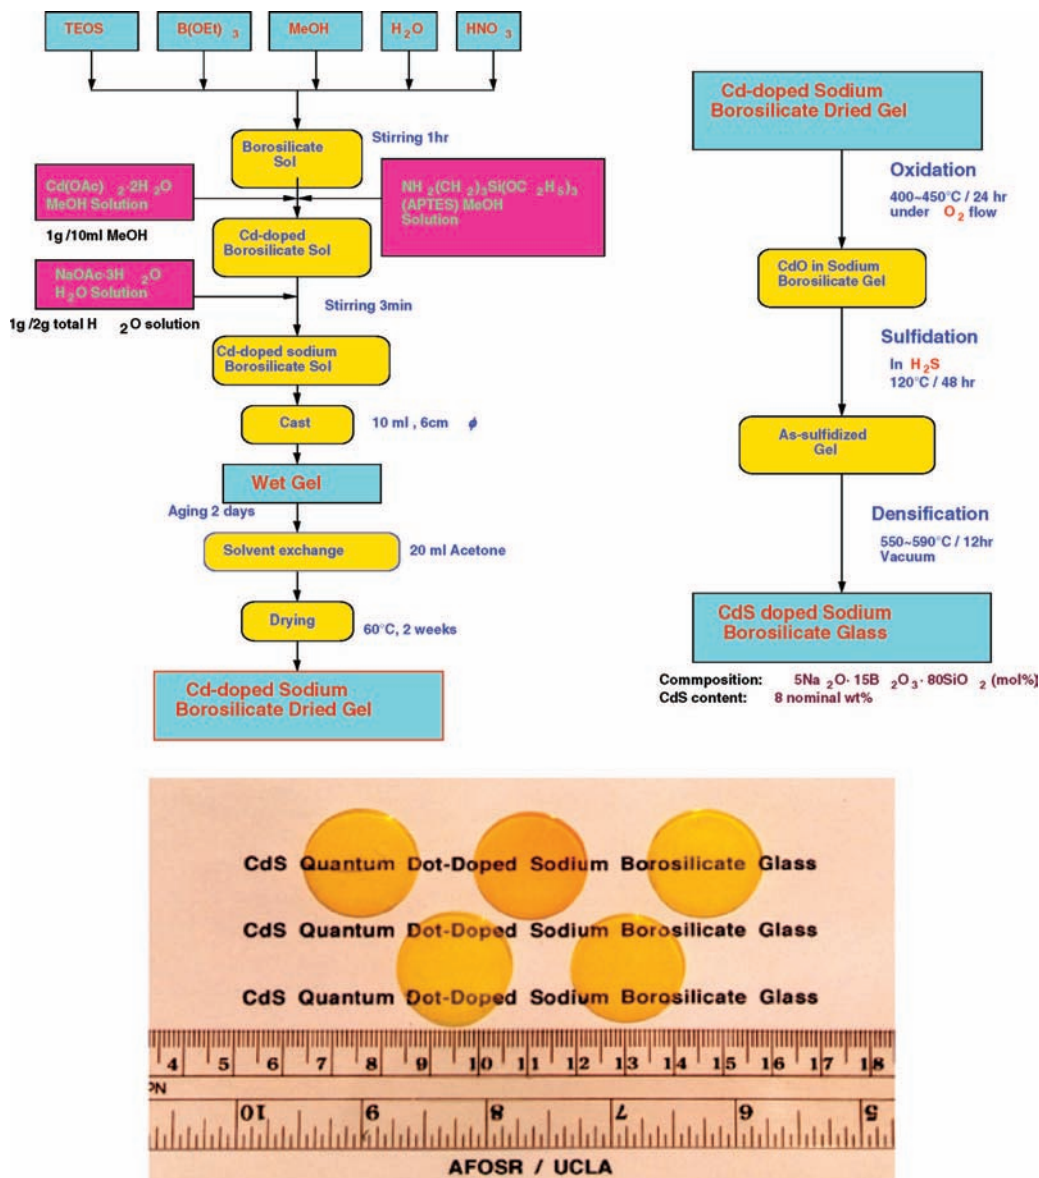 TEOS
B(OEt) 3
MeOH
H2O
HNO 3
Stirring 1hr
Borosilicate
Sol
Cd(OAc) 2·2H 2O
MeOH Solution
1g /10ml MeOH
NH 2(CH 2)3Si(OC 2H 5)3
(APTES) MeOH
Solution
Cd-doped
Borosilicate Sol
NaOAc·3H 2O
H2O Solution
1g /2g total H 2O solution
Stirring 3min
Cd-doped sodium
Borosilicate Sol
Cast
10 ml , 6cm ϕ
Wet Gel
Aging 2 days
Solvent exchange
20 ml Acetone
Drying
60°C, 2 weeks
Cd-doped Sodium
Borosilicate Dried Gel
Cd-doped Sodium
Borosilicate Dried Gel
Oxidation
400~450°C / 24 hr
under O2 flow
CdO in Sodium
Borosilicate Gel
Sulfidation
In H2S
120°C / 48 hr
As-sulfidized
Gel
Densification
550~590°C / 12hr
Vacuum
CdS doped Sodium
Borosilicate Glass
Commposition: 5Na 2O· 15B 2O3· 80SiO 2 (mol%)
CdS content: 8 nominal wt%
CdS Quantum Dot-Doped Sodium Borosilicate Glass
CdS Quantum Dot-Doped Sodium Borosilicate Glass
CdS Quantum Dot-Doped Sodium Borosilicate Glass
4 5 6 7 8 9 10 11 12 13 14 15 16 17 18
PN
10 9 8 7 6 5
AFOSR / UCLA